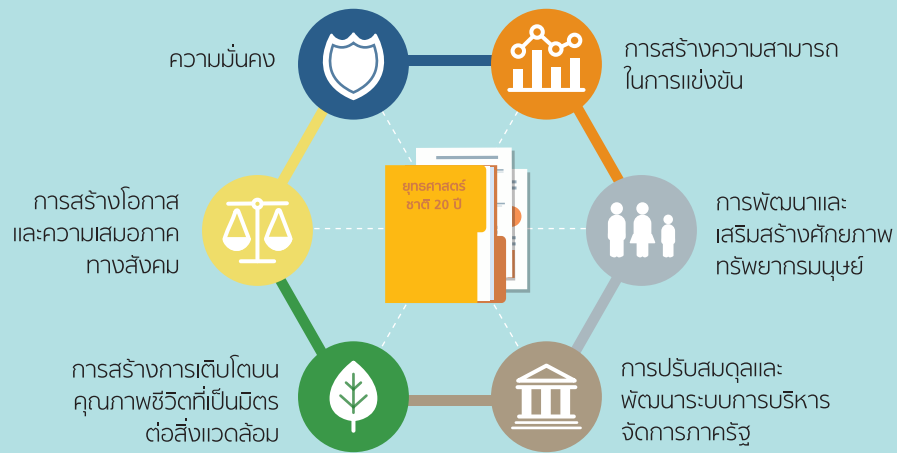 ความมั่นคง
การสร้างความสามารถ
ในการแข่งขัน
ยุทธศาสตร์
ชาติ 20 ปี
การสร้างโอกาส
และความเสมอภาค
ทางสังคม
การพัฒนาและ
เสริมสร้างศักยภาพ
ทรัพยากรมนุษย์
การสร้างการเติบโตบน
คุณภาพชีวิตที่เป็นมิตร
ต่อสิ่งแวดล้อม
การปรับสมดุลและ
พัฒนาระบบการบริหาร
จัดการภาครัฐ